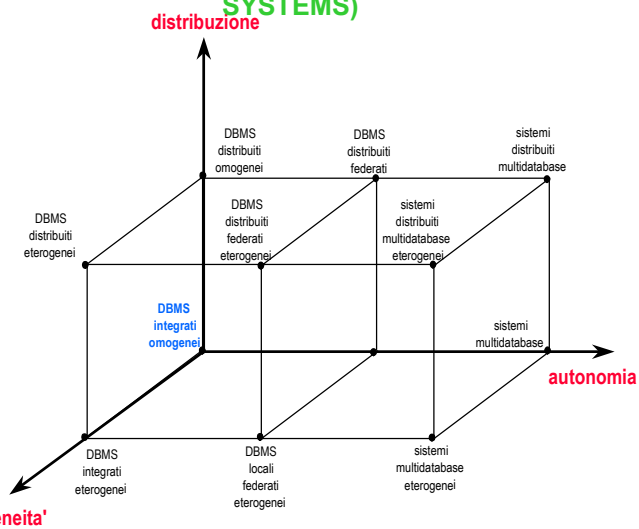 SYSTEMS)
distribuzione
DBMS
distribuiti
omogenei
DBMS
distribuiti
federati
sistemi
distribuiti
multidatabase
DBMS
distribuiti
eterogenei
DBMS
distribuiti
federati
eterogenei
sistemi
distribuiti
multidatabase
eterogenei
DBMS
integrati
omogenei
sistemi
multidatabase
autonomia
DBMS
integrati
eterogenei
DBMS
locali
federati
eterogenei
sistemi
multidatabase
eterogenei
neita'